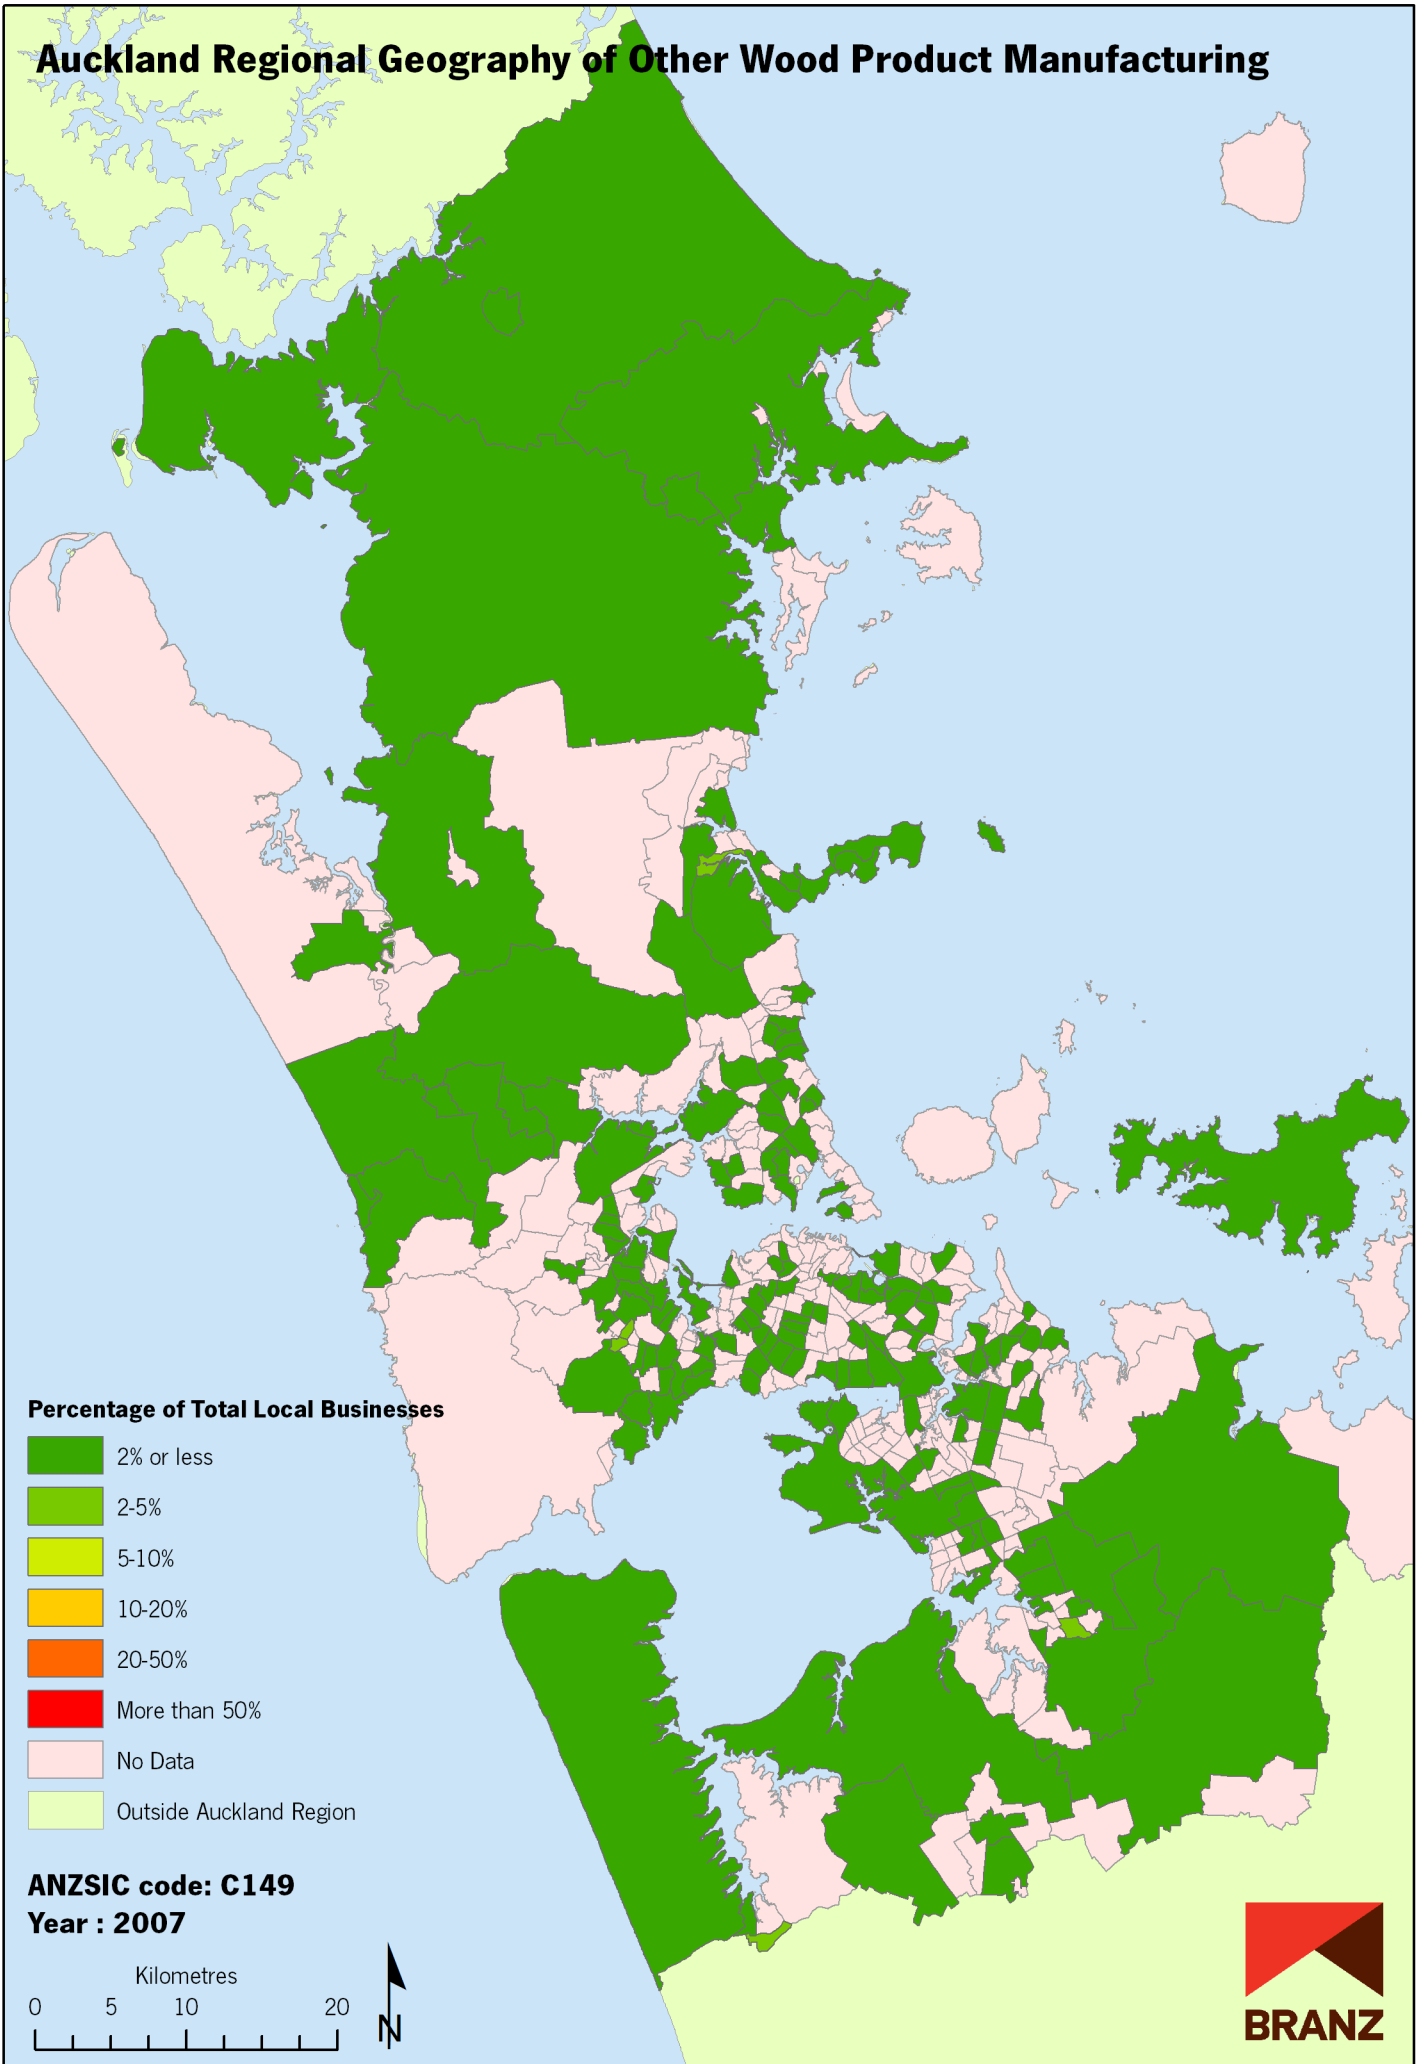 Auckland Regional Geography of Other Wood Product Manufacturing
Percentage of Total Local Businesses
2% or less
2-5%
5-10%
10-20%
20-50%
More than 50%
No Data
Outside Auckland Region
ANZSIC code: C149
Year : 2007
Kilometres
0 5 10 20
N
BRANZ